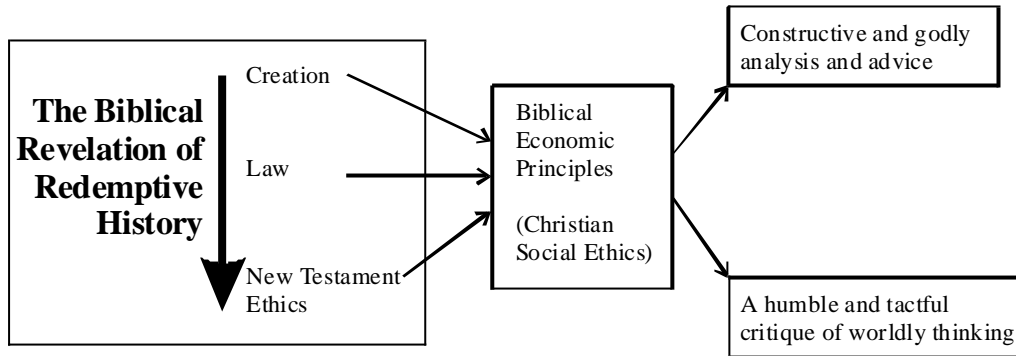 The Biblical
Revelation of
Redemptive
History
Creation
Law
New Testament
Ethics
Biblical
Economic
Principles
(Christian
Social Ethics)
Constructive and godly
analysis and advice
A humble and tactful
critique of worldly thinking